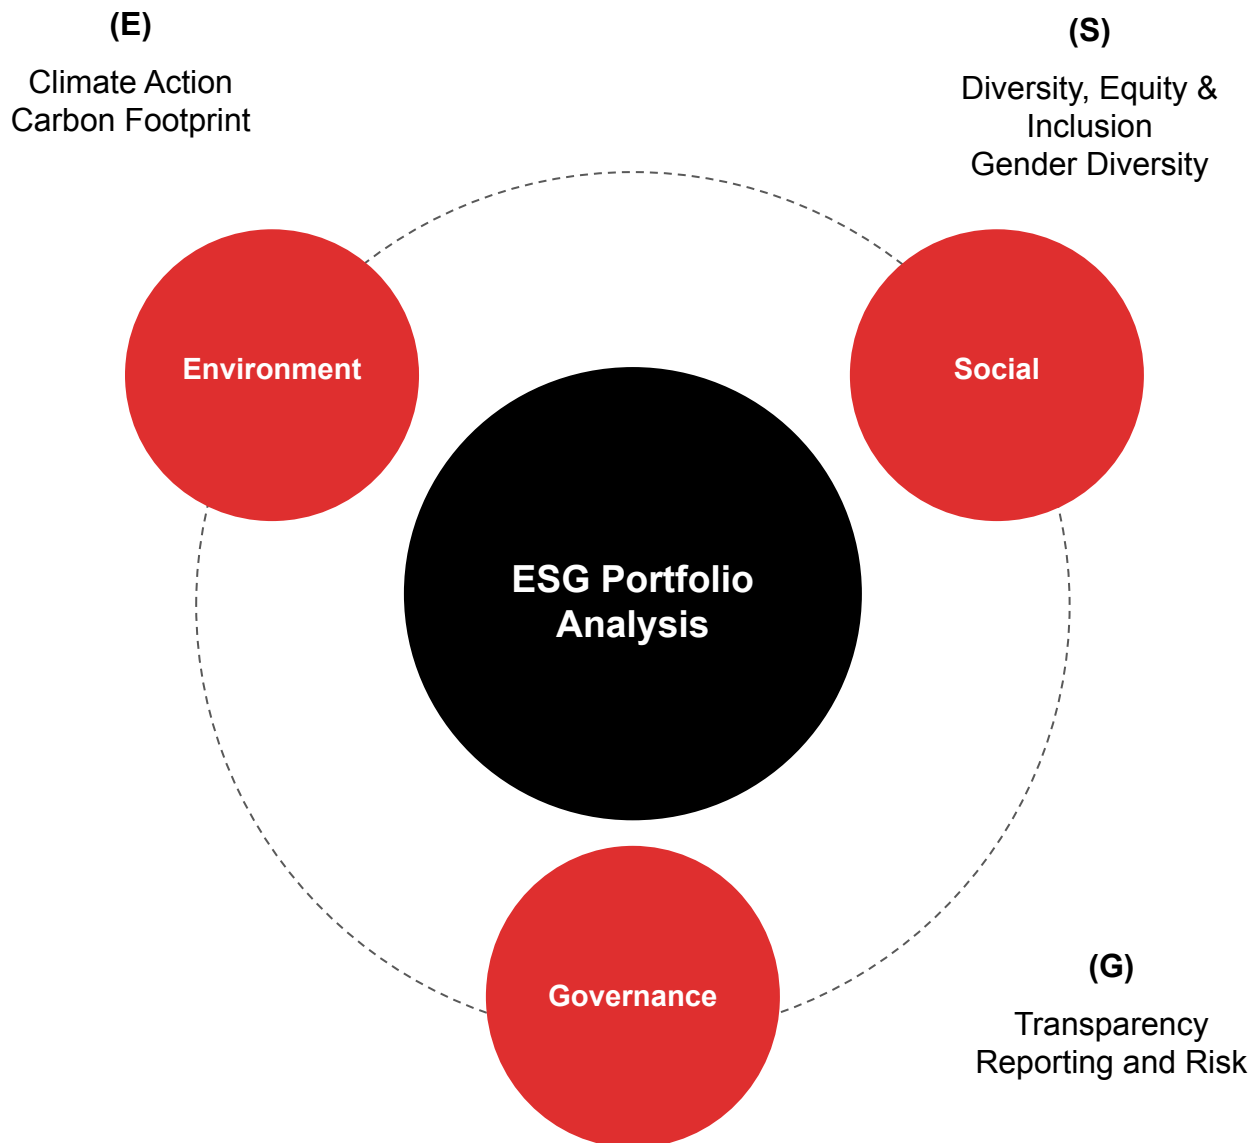 (E)
Climate Action
Carbon Footprint
(S)
Diversity, Equity &
Inclusion
Gender Diversity
Environment
Social
ESG Portfolio
Analysis
Governance
(G)
Transparency
Reporting and Risk